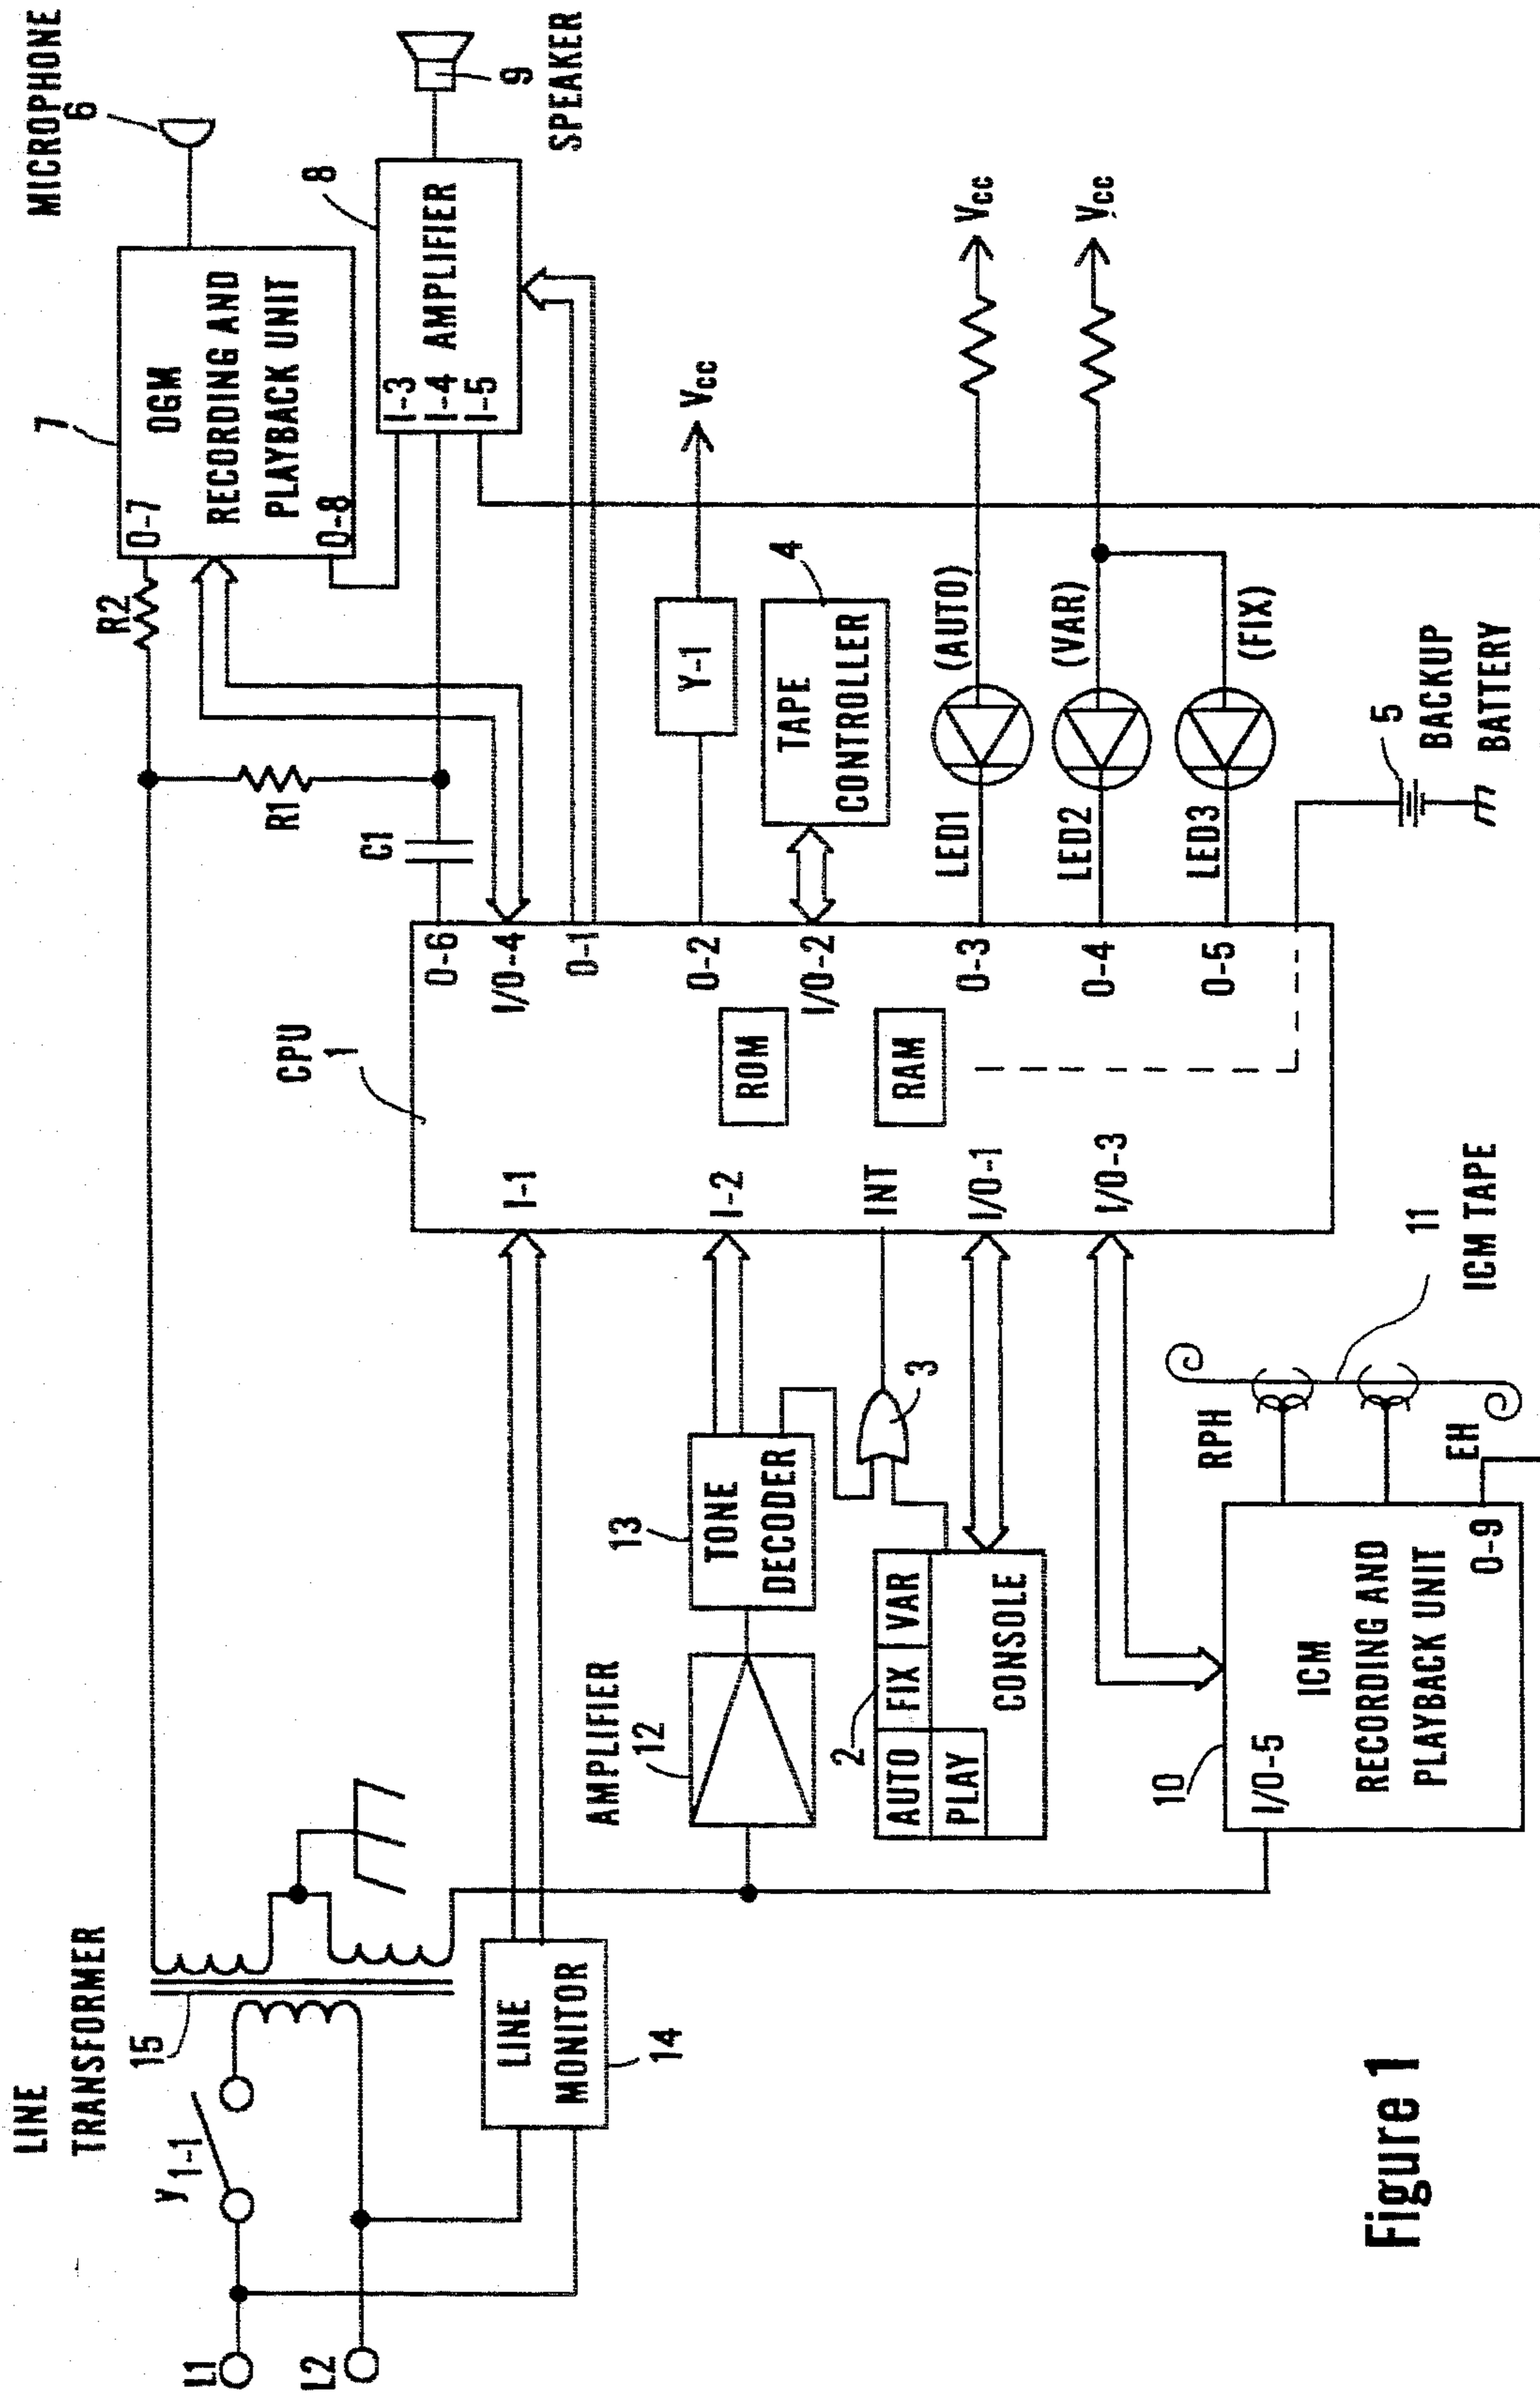 LINE
TRANSFORMER
15
Y1-1
L1
L2
LINE
MONITOR
14
AMPLIFIER
12
13
TONE
DECODER
2
AUTO
FIX
VAR
PLAY
CONSOLE
3
10
I/O-5
ICM
RECORDING AND
PLAYBACK UNIT
O-9
RPH
EH
11
ICM TAPE
CPU
1
I-1
I-2
INT
I/O-1
I/O-3
ROM
RAM
O-6
I/O-4
O-1
O-2
I/O-2
O-3
O-4
O-5
C1
R1
R2
7
O-7
OGM
RECORDING AND
PLAYBACK UNIT
O-8
MICROPHONE
6
8
I-3
I-4
I-5
AMPLIFIER
9
SPEAKER
Y-1
Vcc
4
TAPE
CONTROLLER
LED1
(AUTO)
Vcc
LED2
(VAR)
Vcc
LED3
(FIX)
5
BACKUP
BATTERY
Figure 1